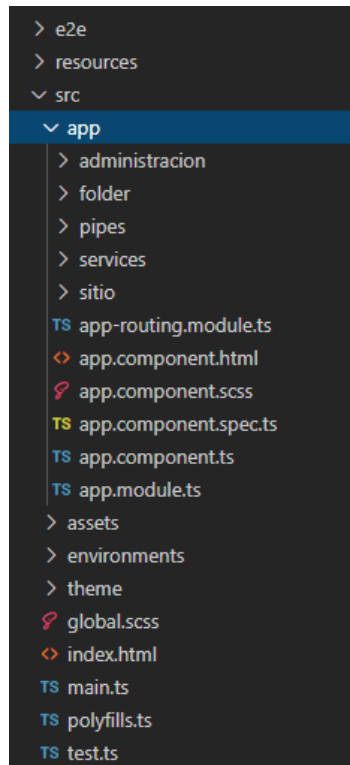 e2e
resources
src
app
administracion
folder
pipes
services
sitio
TS app-routing.module.ts
<> app.component.html
app.component.scss
TS app.component.spec.ts
TS app.component.ts
TS app.module.ts
assets
environments
theme
global.scss
<> index.html
TS main.ts
TS polyfills.ts
TS test.ts